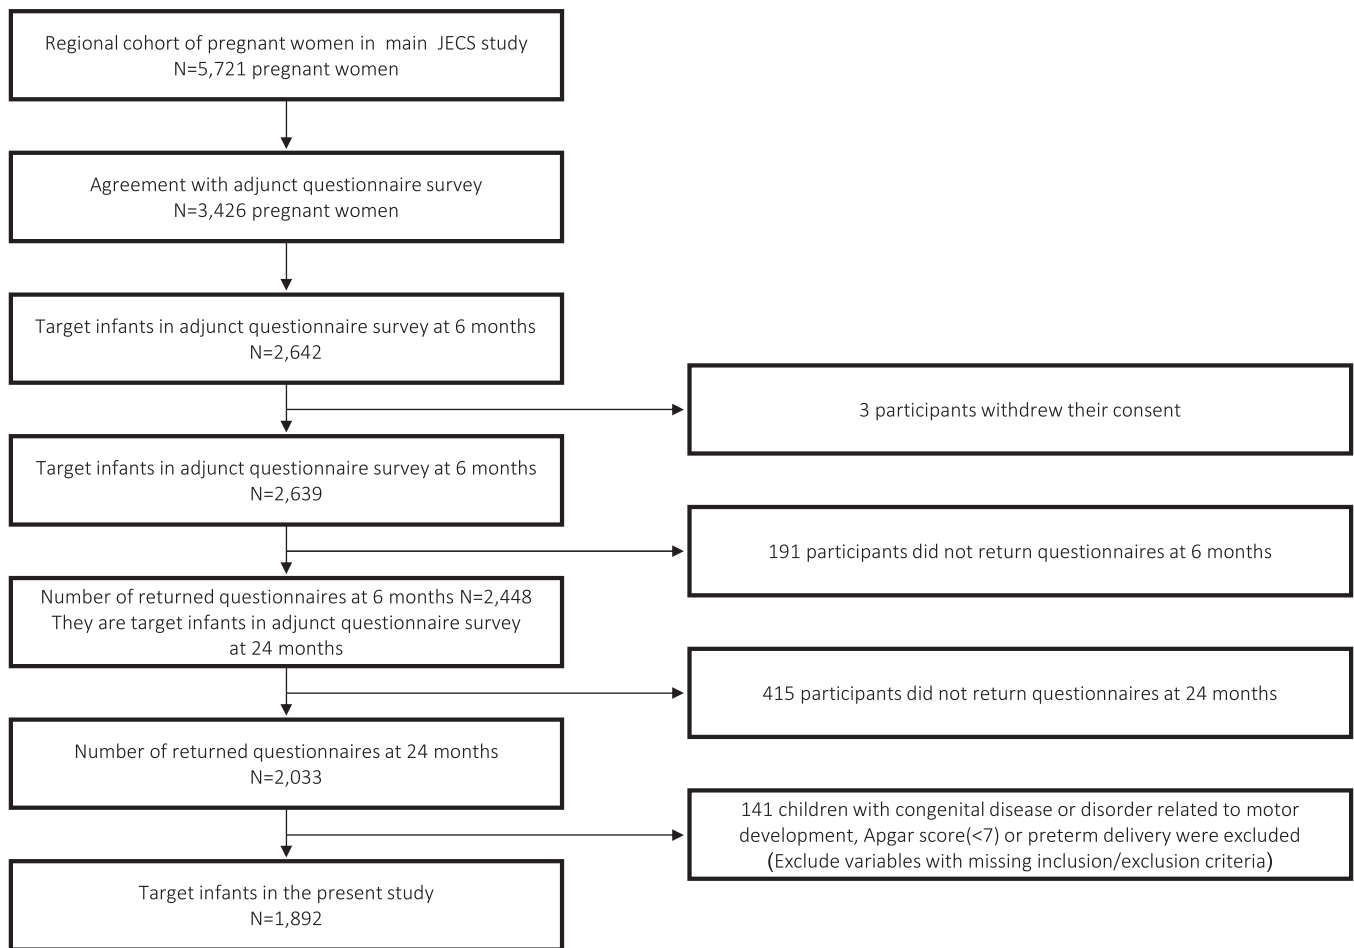 Regional cohort of pregnant women in main JECS study
N=5,721 pregnant women
Agreement with adjunct questionnaire survey
N=3,426 pregnant women
Target infants in adjunct questionnaire survey at 6 months
N=2,642
3 participants withdrew their consent
Target infants in adjunct questionnaire survey at 6 months
N=2,639
191 participants did not return questionnaires at 6 months
Number of returned questionnaires at 6 months N=2,448
They are target infants in adjunct questionnaire survey
at 24 months
415 participants did not return questionnaires at 24 months
Number of returned questionnaires at 24 months
N=2,033
141 children with congenital disease or disorder related to motor
development, Apgar score(<7) or preterm delivery were excluded
(Exclude variables with missing inclusion/exclusion criteria)
Target infants in the present study
N=1,892